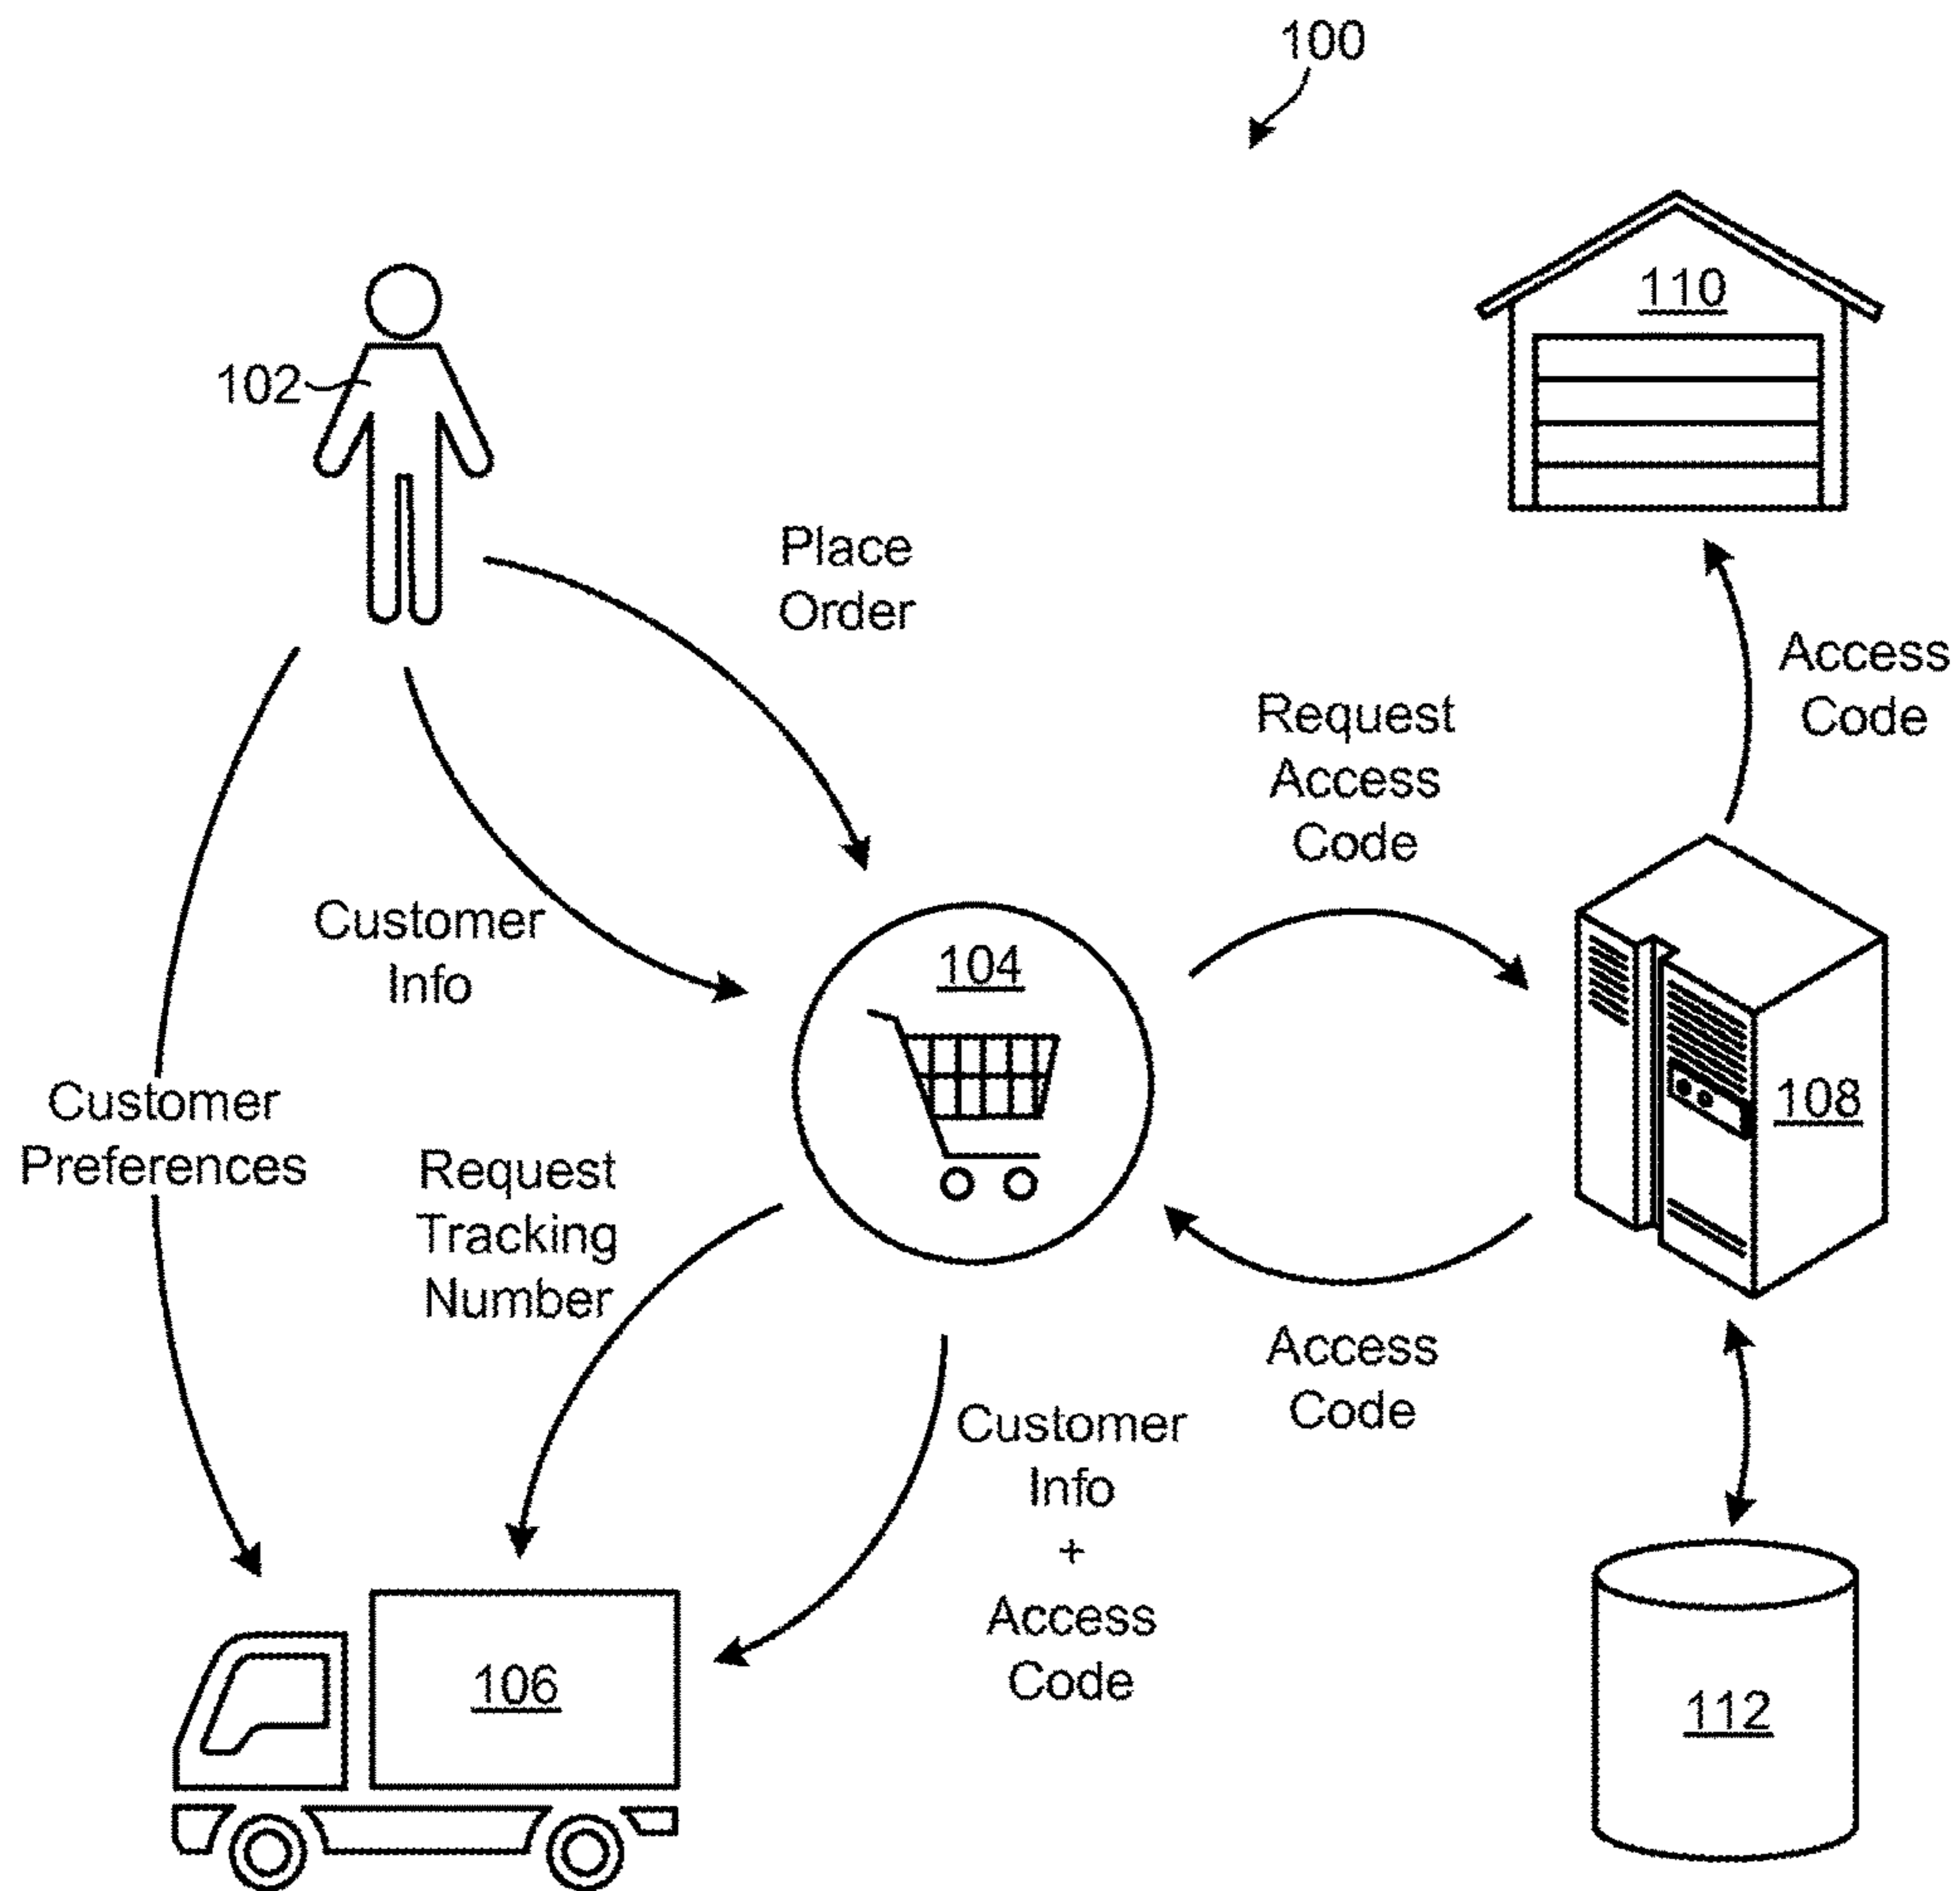 100
110
102
Place
Order
Access
Code
Request
Access
Code
Customer
Info
104
108
Customer
Preferences
Request
Tracking
Number
Access
Code
Customer
Info
+
Access
Code
106
112